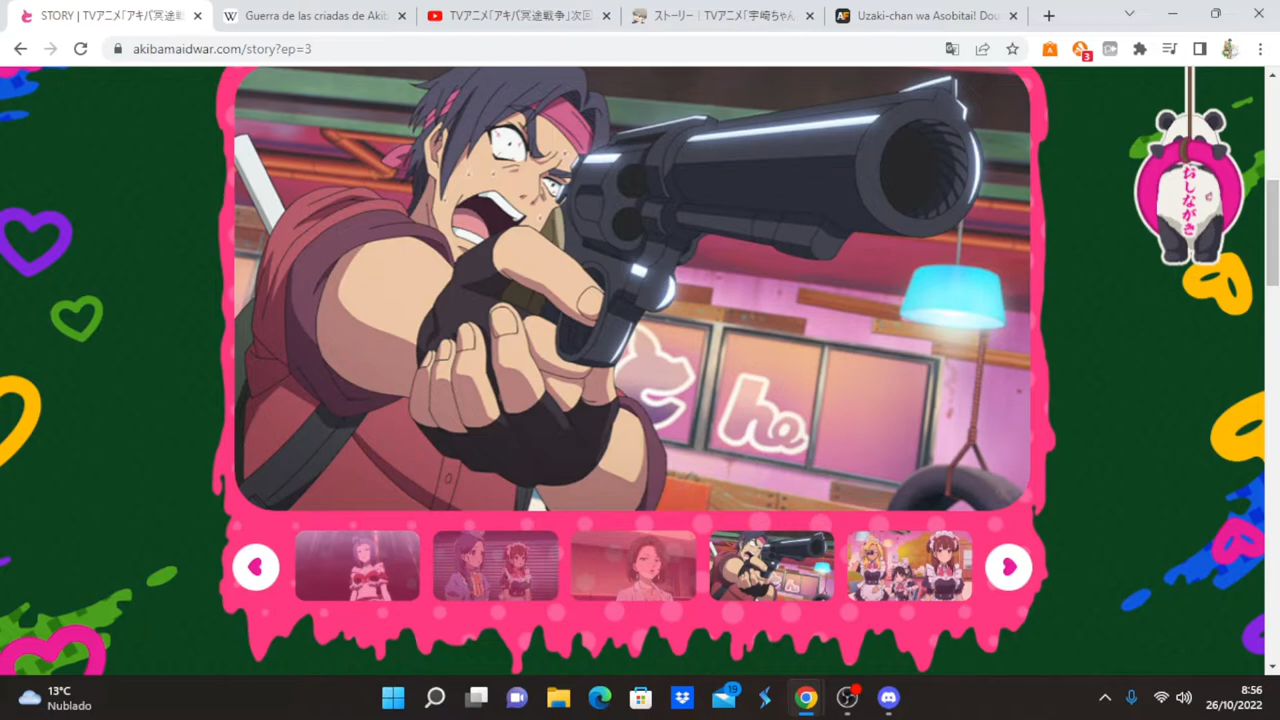 STORY | TVアニメ「アキバ冥途戦
Guerra de las criadas de Akib
TVアニメ「アキバ冥途戦争」次回
ストーリー | TVアニメ「宇崎ちゃん
Uzaki-chan wa Asobitai! Dou
akibamaidwar.com/story?ep=3
3
おしながき
he
13°C
Nublado
19
8:56
26/10/2022